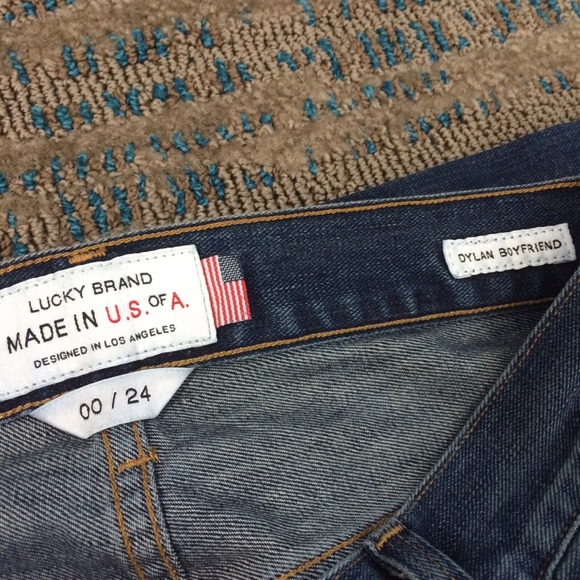 LUCKY BRAND
MADE IN U.S. OF A.
DESIGNED IN LOS ANGELES
00 / 24
DYLAN BOYFRIEND